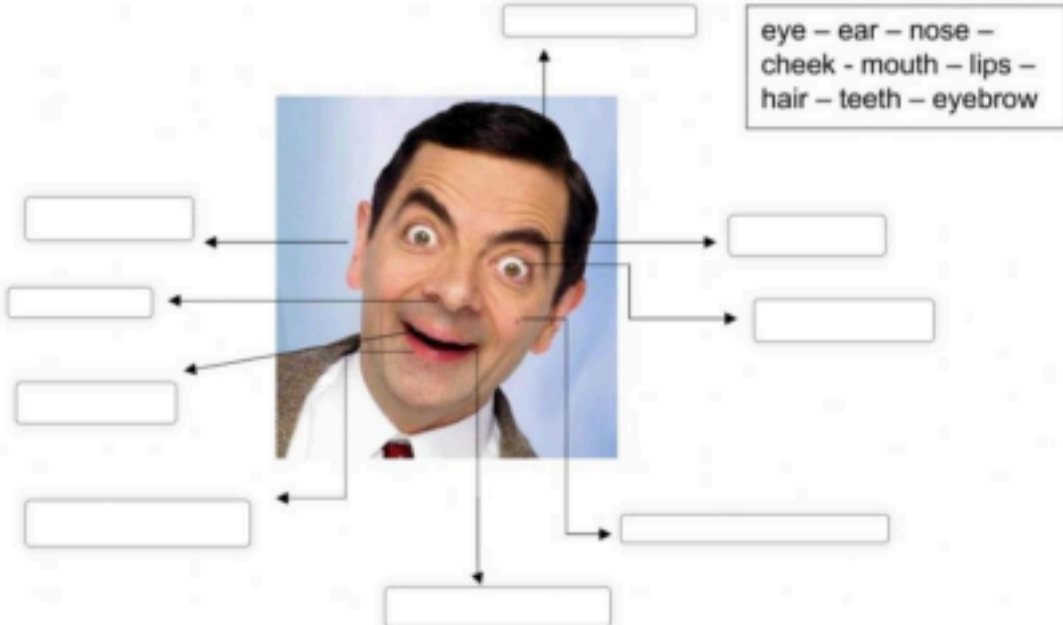 eye – ear – nose –
cheek - mouth – lips –
hair – teeth – eyebrow